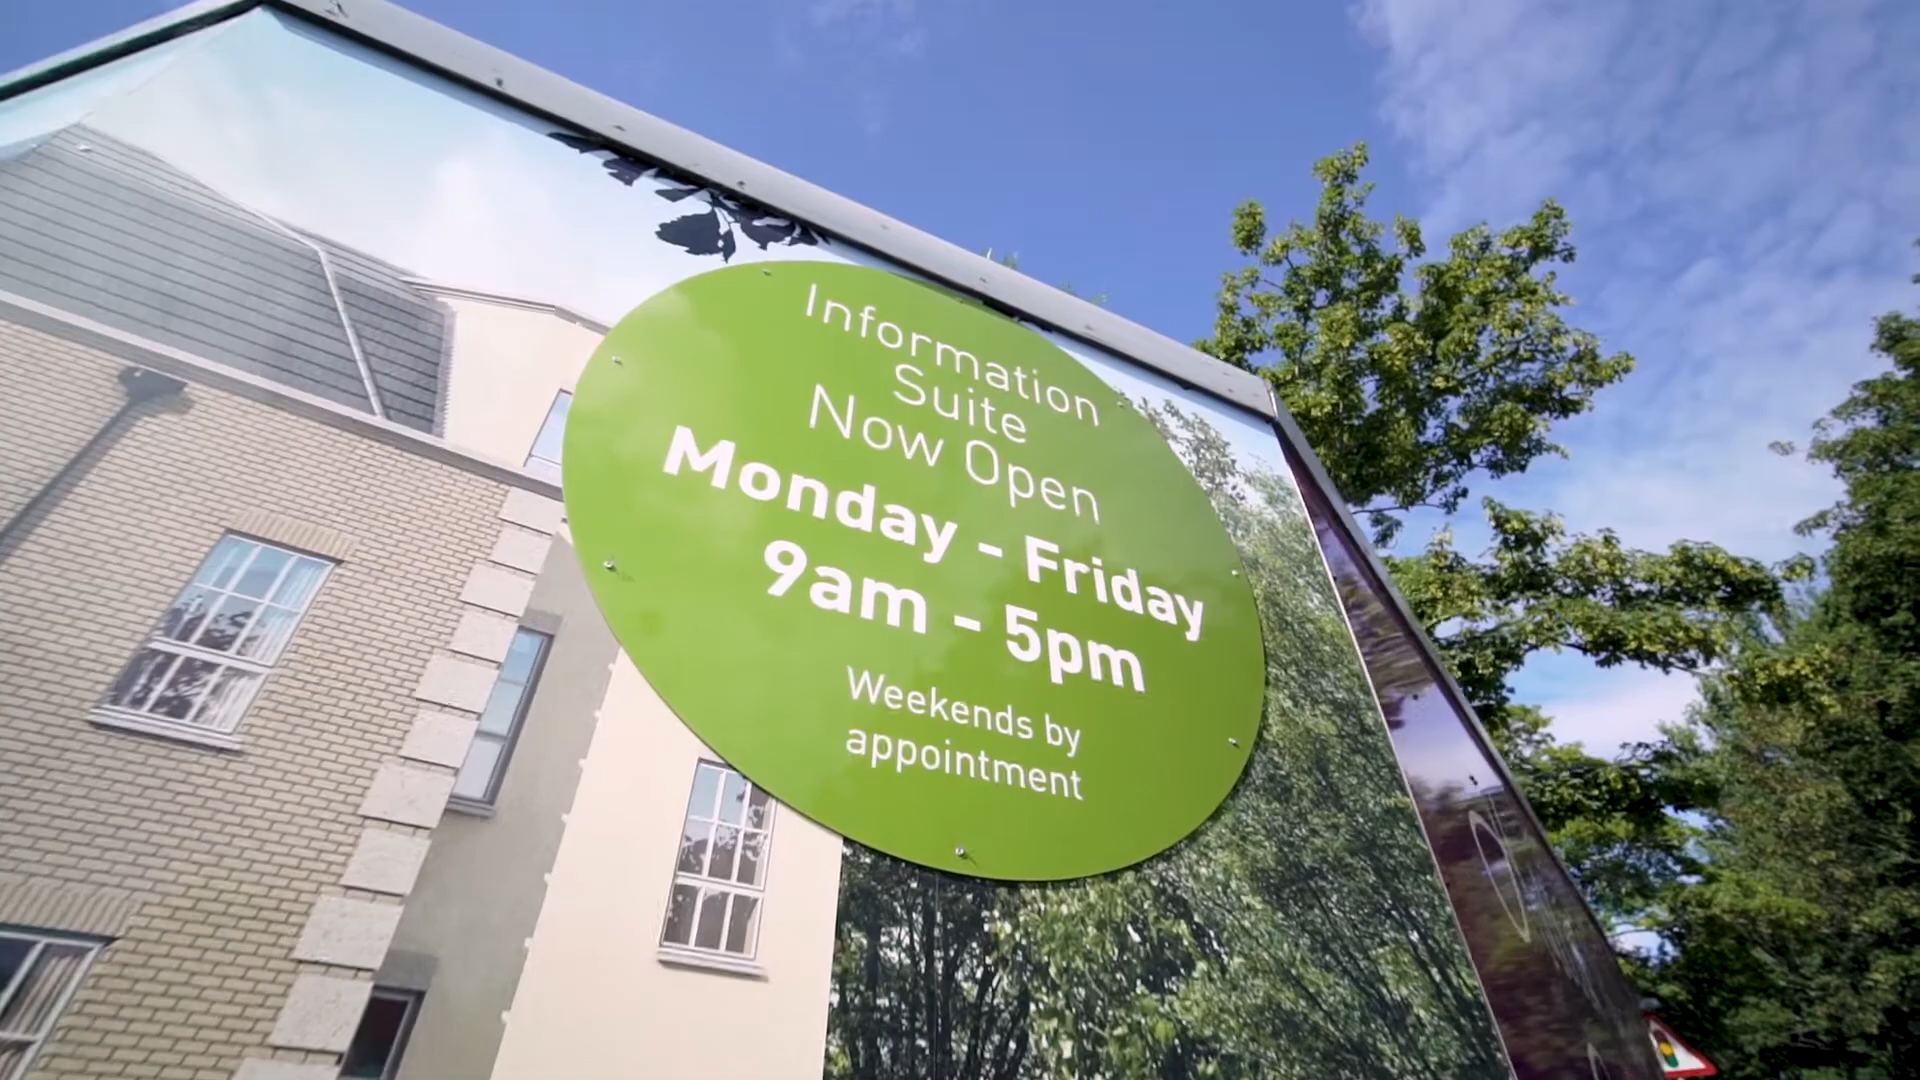 Information
Suite
Now Open
Monday - Friday
9am - 5pm
Weekends by
appointment